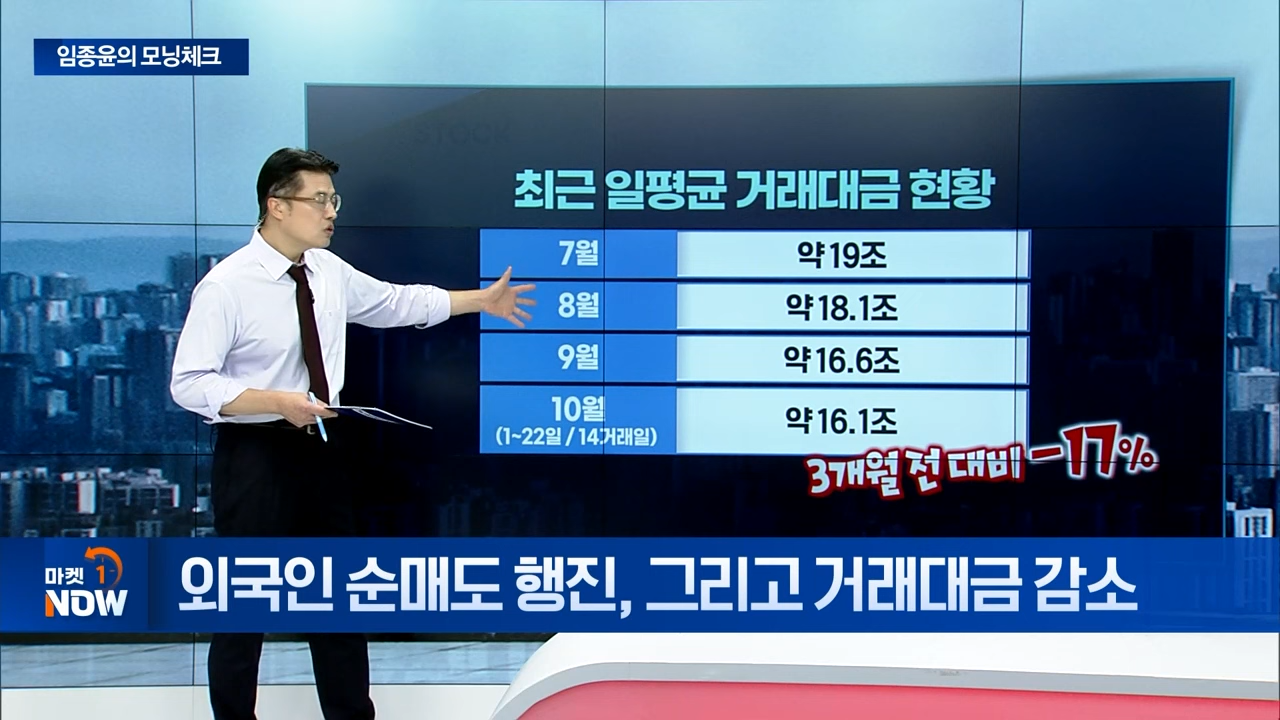 임종윤의 모닝체크
STOCK
최근 일평균 거래대금 현황
7월 약 19조
8월 약 18.1조
9월 약 16.6조
10월 약 16.1조
(1~22일 / 14거래일)
3개월 전 대비 -17%
마켓 1
NOW
외국인 순매도 행진, 그리고 거래대금 감소